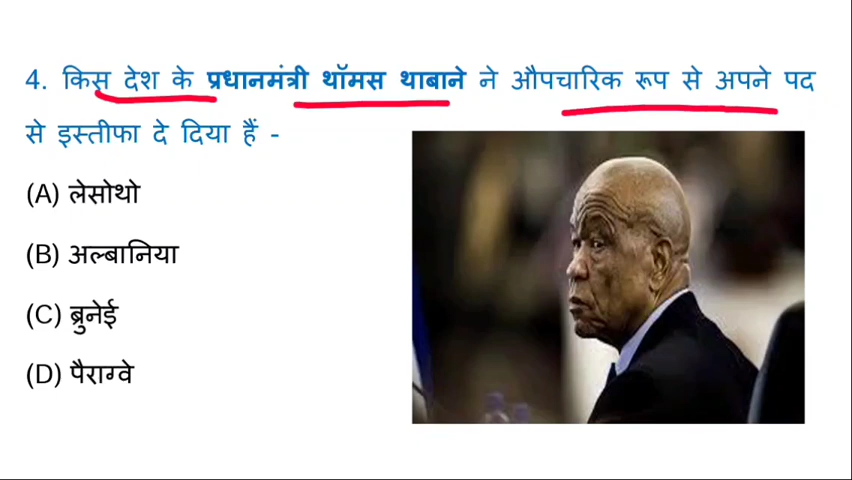 4. किस देश के प्रधानमंत्री थॉमस थाबाने ने औपचारिक रूप से अपने पद
से इस्तीफा दे दिया हैं -
(A) लेसोथो
(B) अल्बानिया
(C) ब्रुनेई
(D) पैराग्वे